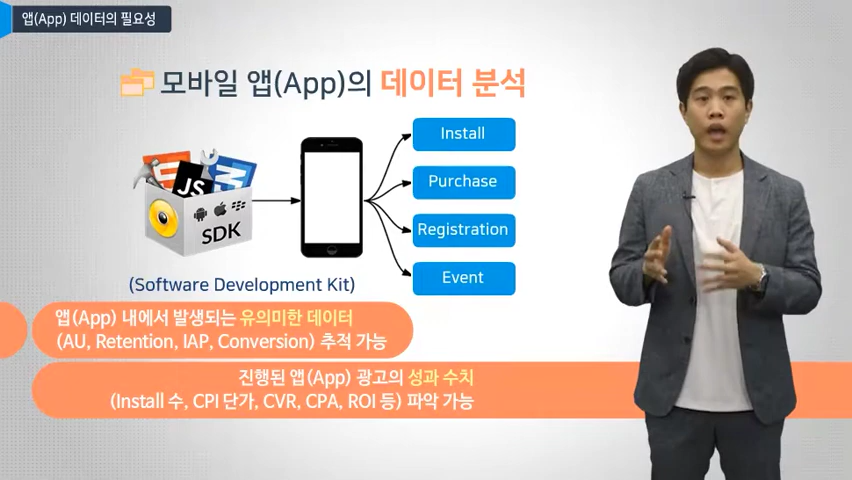 앱(App) 데이터의 필요성
모바일 앱(App)의 데이터 분석
Install
Purchase
Registration
Event
JS
SDK
(Software Development Kit)
앱(App) 내에서 발생되는 유의미한 데이터
(AU, Retention, IAP, Conversion) 추적 가능
진행된 앱(App) 광고의 성과 수치
(Install 수, CPI 단가, CVR, CPA, ROI 등) 파악 가능